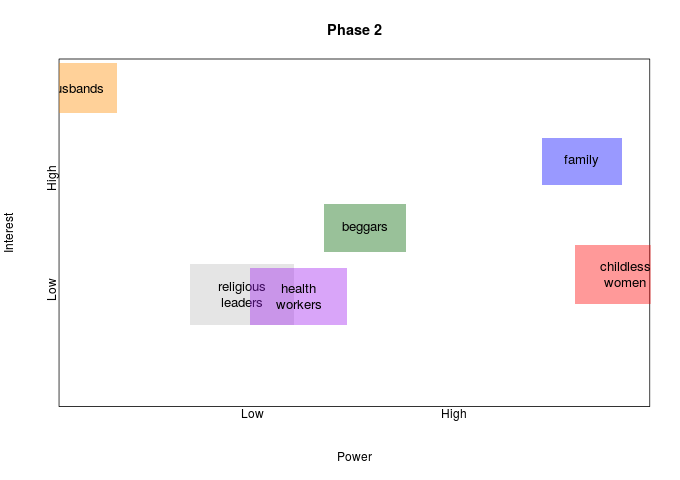 Phase 2
usbands
family
High
beggars
Interest
childless
women
religious
leaders
health
workers
Low
Low
High
Power